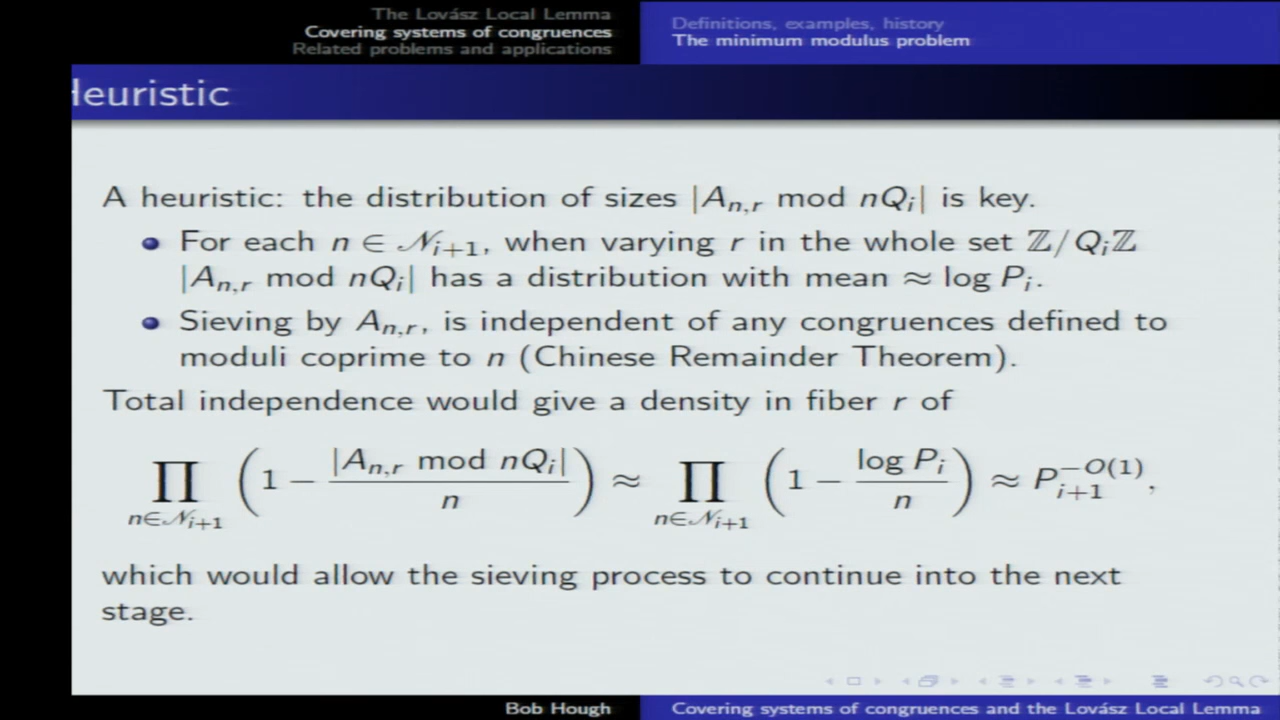 The Lovász Local Lemma
Covering systems of congruences
Related problems and applications
Definitions, examples, history
The minimum modulus problem
Heuristic
A heuristic: the distribution of sizes |A_{n,r} mod nQ_i| is key.
For each n ∈ 𝒩_{i+1}, when varying r in the whole set ℤ/Q_iℤ
|A_{n,r} mod nQ_i| has a distribution with mean ≈ log P_i.
Sieving by A_{n,r}, is independent of any congruences defined to
moduli coprime to n (Chinese Remainder Theorem).
Total independence would give a density in fiber r of
∏_{n∈𝒩_{i+1}} (1 − |A_{n,r} mod nQ_i| / n) ≈ ∏_{n∈𝒩_{i+1}} (1 − log P_i / n) ≈ P_{i+1}^{−O(1)},
which would allow the sieving process to continue into the next
stage.
Bob Hough
Covering systems of congruences and the Lovász Local Lemma